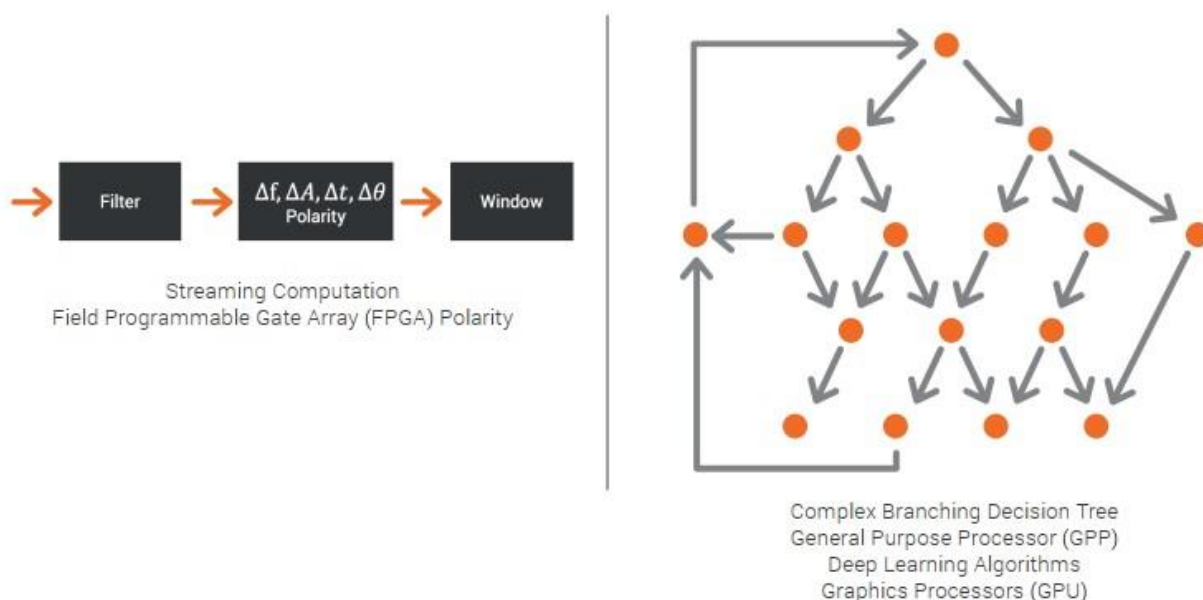 Filter
Δf, ΔA, Δt, Δθ
Polarity
Window
Streaming Computation
Field Programmable Gate Array (FPGA) Polarity
Complex Branching Decision Tree
General Purpose Processor (GPP)
Deep Learning Algorithms
Graphics Processors (GPU)